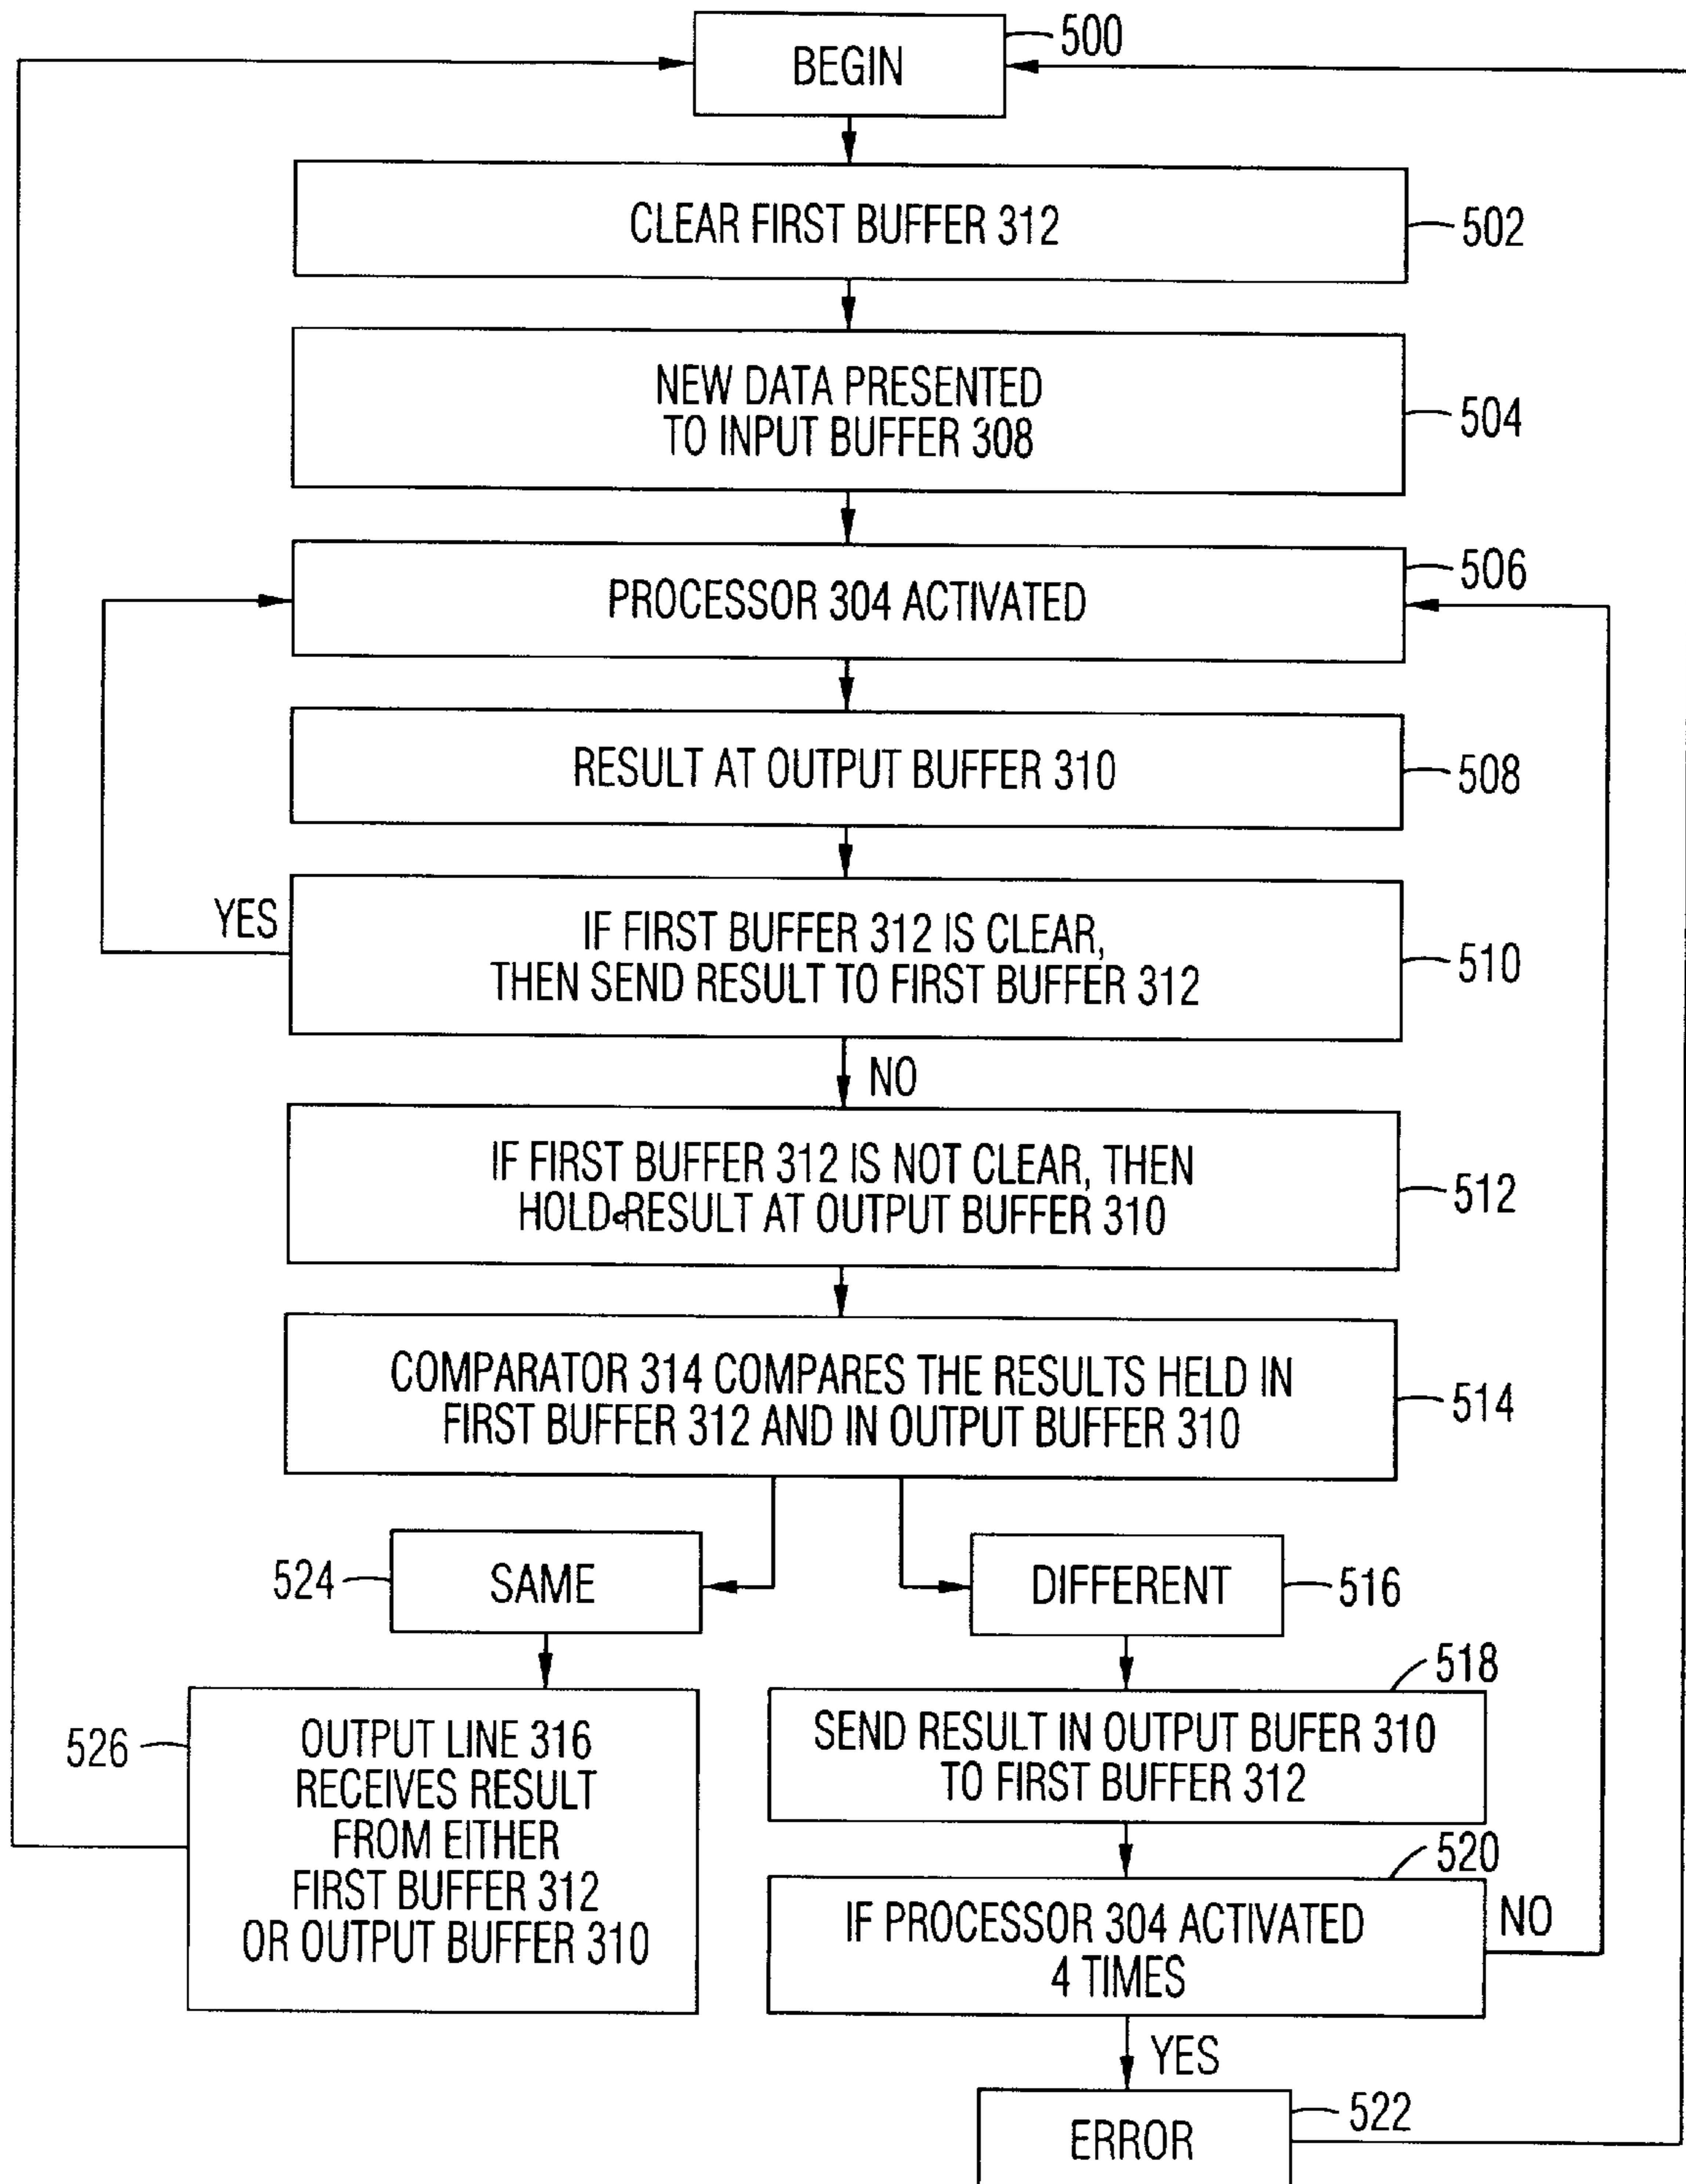 BEGIN
500
CLEAR FIRST BUFFER 312
502
NEW DATA PRESENTED
TO INPUT BUFFER 308
504
PROCESSOR 304 ACTIVATED
506
RESULT AT OUTPUT BUFFER 310
508
YES
IF FIRST BUFFER 312 IS CLEAR,
THEN SEND RESULT TO FIRST BUFFER 312
510
NO
IF FIRST BUFFER 312 IS NOT CLEAR, THEN
HOLD RESULT AT OUTPUT BUFFER 310
512
COMPARATOR 314 COMPARES THE RESULTS HELD IN
FIRST BUFFER 312 AND IN OUTPUT BUFFER 310
514
524
SAME
DIFFERENT
516
526
OUTPUT LINE 316
RECEIVES RESULT
FROM EITHER
FIRST BUFFER 312
OR OUTPUT BUFFER 310
518
SEND RESULT IN OUTPUT BUFER 310
TO FIRST BUFFER 312
520
IF PROCESSOR 304 ACTIVATED
4 TIMES
NO
YES
ERROR
522